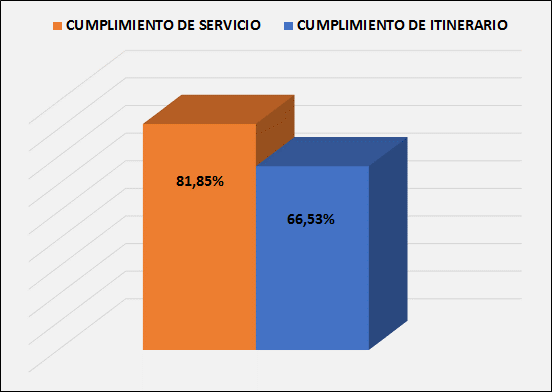 CUMPLIMIENTO DE SERVICIO CUMPLIMIENTO DE ITINERARIO
81,85%
66,53%